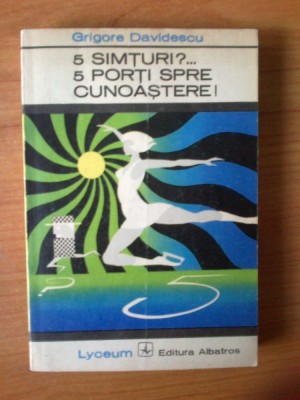 Grigore Davidescu
5 SIMȚURI?...
5 PORȚI SPRE
CUNOAȘTERE!
5
Lyceum Editura Albatros